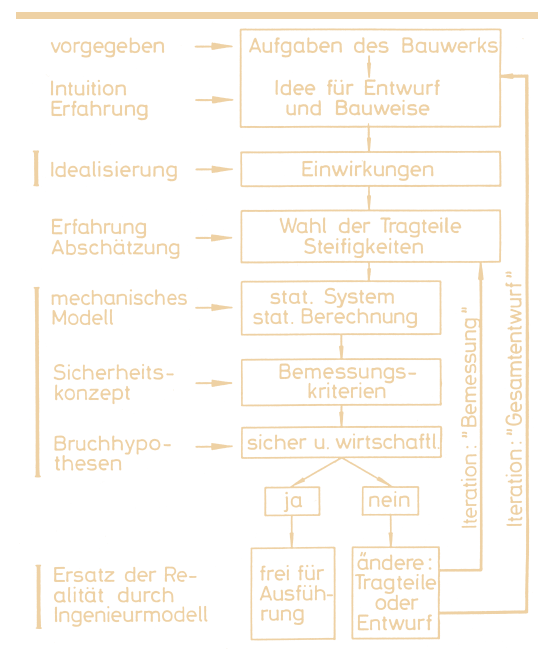 vorgegeben
Aufgaben des Bauwerks
Intuition
Erfahrung
Idee für Entwurf
und Bauweise
Idealisierung
Einwirkungen
Erfahrung
Abschätzung
Wahl der Tragteile
Steifigkeiten
mechanisches
Modell
stat. System
stat. Berechnung
Sicherheits-
konzept
Bemessungs-
kriterien
Bruchhypo-
thesen
sicher u. wirtschaftl.
ja
nein
Ersatz der Re-
alität durch
Ingenieurmodell
frei für
Ausfüh-
rung
ändere:
Tragteile
oder
Entwurf
Iteration: "Bemessung"
Iteration: "Gesamtentwurf"